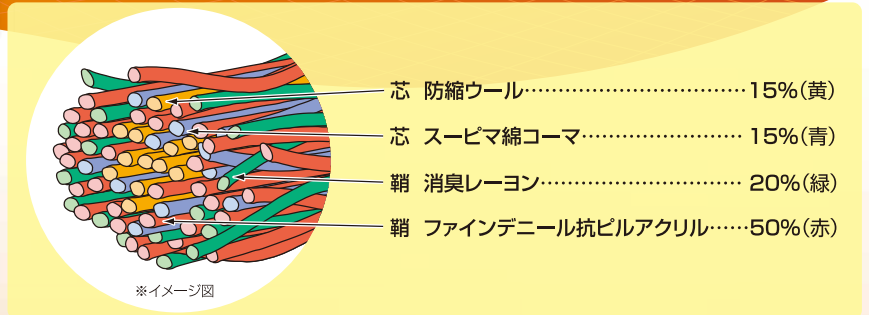 芯 防縮ウール……………………………15%(黄)
芯 スーピマ綿コーマ…………………… 15%(青)
鞘 消臭レーヨン………………………… 20%(緑)
鞘 ファインデニール抗ピルアクリル……50%(赤)
※イメージ図